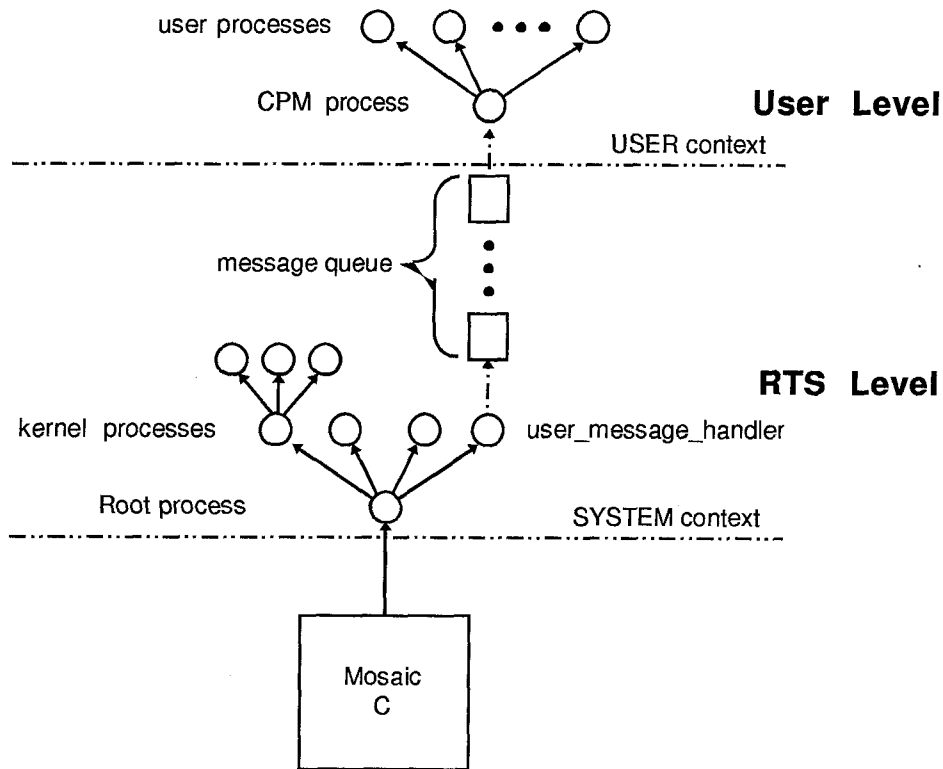 user processes
CPM process
User Level
USER context
message queue
RTS Level
kernel processes
user_message_handler
Root process
SYSTEM context
Mosaic
C